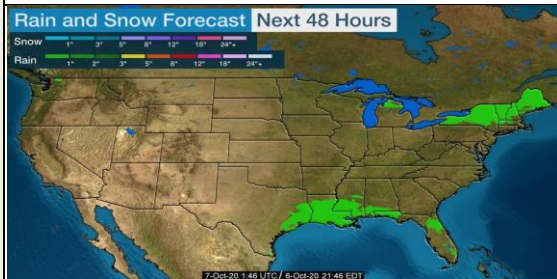 Rain and Snow Forecast Next 48 Hours
Snow 1" 3" 5" 8" 12" 18" 24"+
Rain 1" 2" 3" 5" 8" 12" 18" 24"+
7-Oct-20 1:46 UTC / 6-Oct-20 21:46 EDT